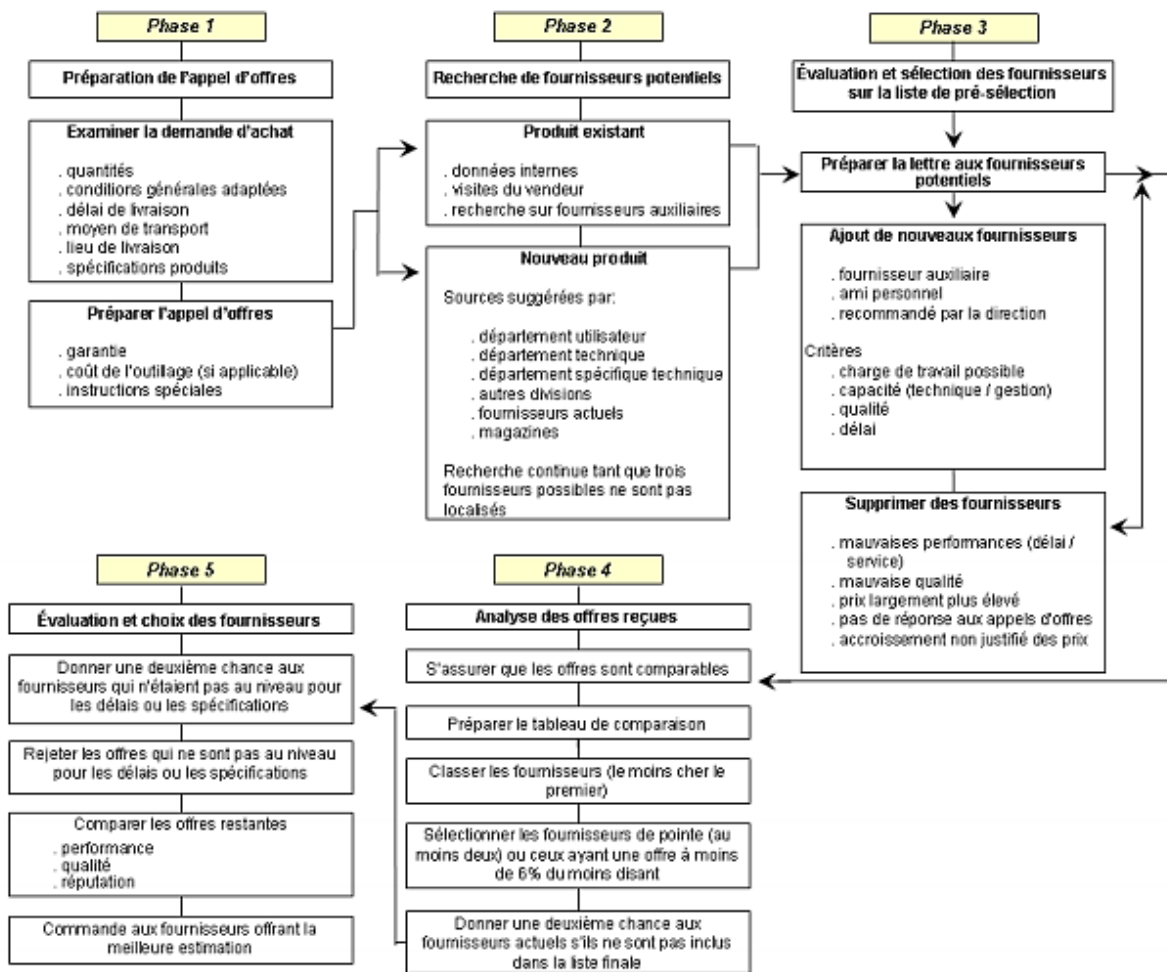 Phase 1
Préparation de l'appel d'offres
Examiner la demande d'achat
. quantités
. conditions générales adaptées
. délai de livraison
. moyen de transport
. lieu de livraison
. spécifications produits
Préparer l'appel d'offres
. garantie
. coût de l'outillage (si applicable)
. instructions spéciales
Phase 2
Recherche de fournisseurs potentiels
Produit existant
. données internes
. visites du vendeur
. recherche sur fournisseurs auxiliaires
Nouveau produit
Sources suggérées par:
. département utilisateur
. département technique
. département spécifique technique
. autres divisions
. fournisseurs actuels
. magazines
Recherche continue tant que trois
fournisseurs possibles ne sont pas
localisés
Phase 3
Évaluation et sélection des fournisseurs
sur la liste de pré-sélection
Préparer la lettre aux fournisseurs
potentiels
Ajout de nouveaux fournisseurs
. fournisseur auxiliaire
. ami personnel
. recommandé par la direction
Critères
. charge de travail possible
. capacité (technique / gestion)
. qualité
. délai
Supprimer des fournisseurs
. mauvaises performances (délai /
service)
. mauvaise qualité
. prix largement plus élevé
. pas de réponse aux appels d'offres
. accroissement non justifié des prix
Phase 4
Analyse des offres reçues
S'assurer que les offres sont comparables
Préparer le tableau de comparaison
Classer les fournisseurs (le moins cher le
premier)
Sélectionner les fournisseurs de pointe (au
moins deux) ou ceux ayant une offre à moins
de 6% du moins disant
Donner une deuxième chance aux
fournisseurs actuels s'ils ne sont pas inclus
dans la liste finale
Phase 5
Évaluation et choix des fournisseurs
Donner une deuxième chance aux
fournisseurs qui n'étaient pas au niveau pour
les délais ou les spécifications
Rejeter les offres qui ne sont pas au niveau
pour les délais ou les spécifications
Comparer les offres restantes
. performance
. qualité
. réputation
Commande aux fournisseurs offrant la
meilleure estimation